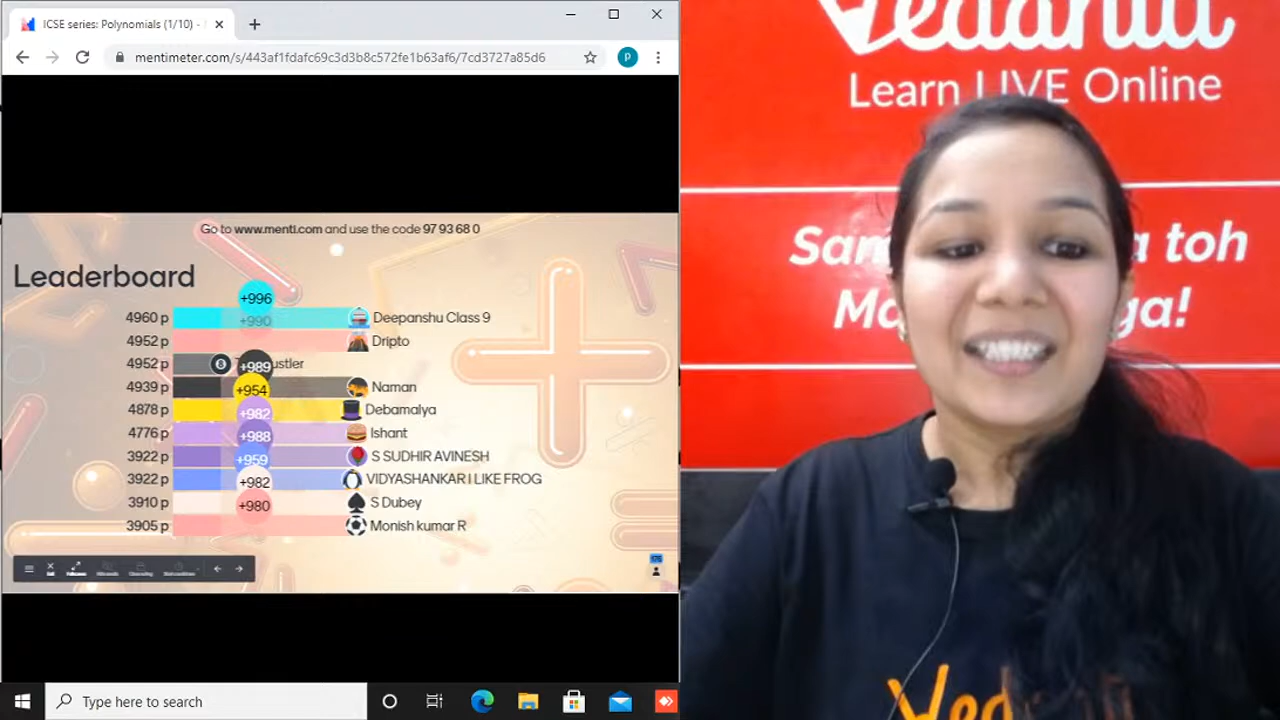 ICSE series: Polynomials (1/10) -
mentimeter.com/s/443af1fdafc69c3d3b8c572fe1b63af6/7cd3727a85d6
p
Go to www.menti.com and use the code 97 93 68 0
Leaderboard
+996
4960 p +990 Deepanshu Class 9
4952 p Dripto
4952 p +989
4939 p +954 Naman
4878 p +982 Debamalya
4776 p +988 Ishant
3922 p +959 S SUDHIR AVINESH
3922 p +982 VIDYASHANKAR I LIKE FROG
3910 p +980 S Dubey
3905 p Monish kumar R
Type here to search
Vedantu
Learn LIVE Online
toh